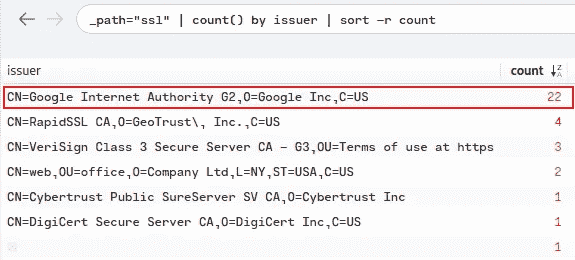 _path="ssl" | count() by issuer | sort -r count
issuer count
CN=Google Internet Authority G2,O=Google Inc,C=US 22
CN=RapidSSL CA,O=GeoTrust\, Inc.,C=US 4
CN=VeriSign Class 3 Secure Server CA - G3,OU=Terms of use at https 3
CN=web,OU=office,O=Company Ltd,L=NY,ST=USA,C=US 2
CN=Cybertrust Public SureServer SV CA,O=Cybertrust Inc 1
CN=DigiCert Secure Server CA,O=DigiCert Inc,C=US 1
1